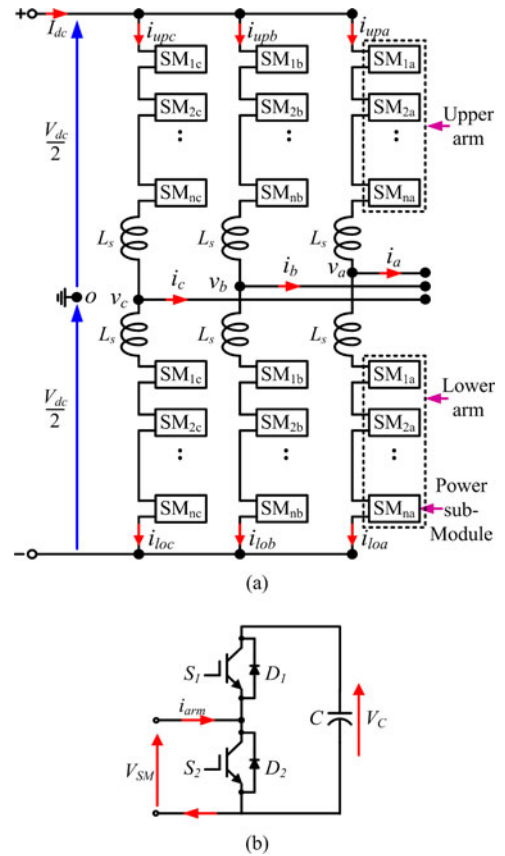 +
I_dc
i_upc
i_upb
i_upa
SM_1c
SM_1b
SM_1a
SM_2c
SM_2b
SM_2a
Upper
arm
V_dc
2
:
:
:
SM_nc
SM_nb
SM_na
L_s
L_s
L_s
v_a
i_a
v_b
i_b
o
v_c
i_c
L_s
L_s
L_s
V_dc
2
SM_1c
SM_1b
SM_1a
Lower
arm
SM_2c
SM_2b
SM_2a
:
:
:
Power
sub-
Module
SM_nc
SM_nb
SM_na
i_loc
i_lob
i_loa
−
(a)
S_1
D_1
i_arm
C
V_C
V_SM
S_2
D_2
(b)